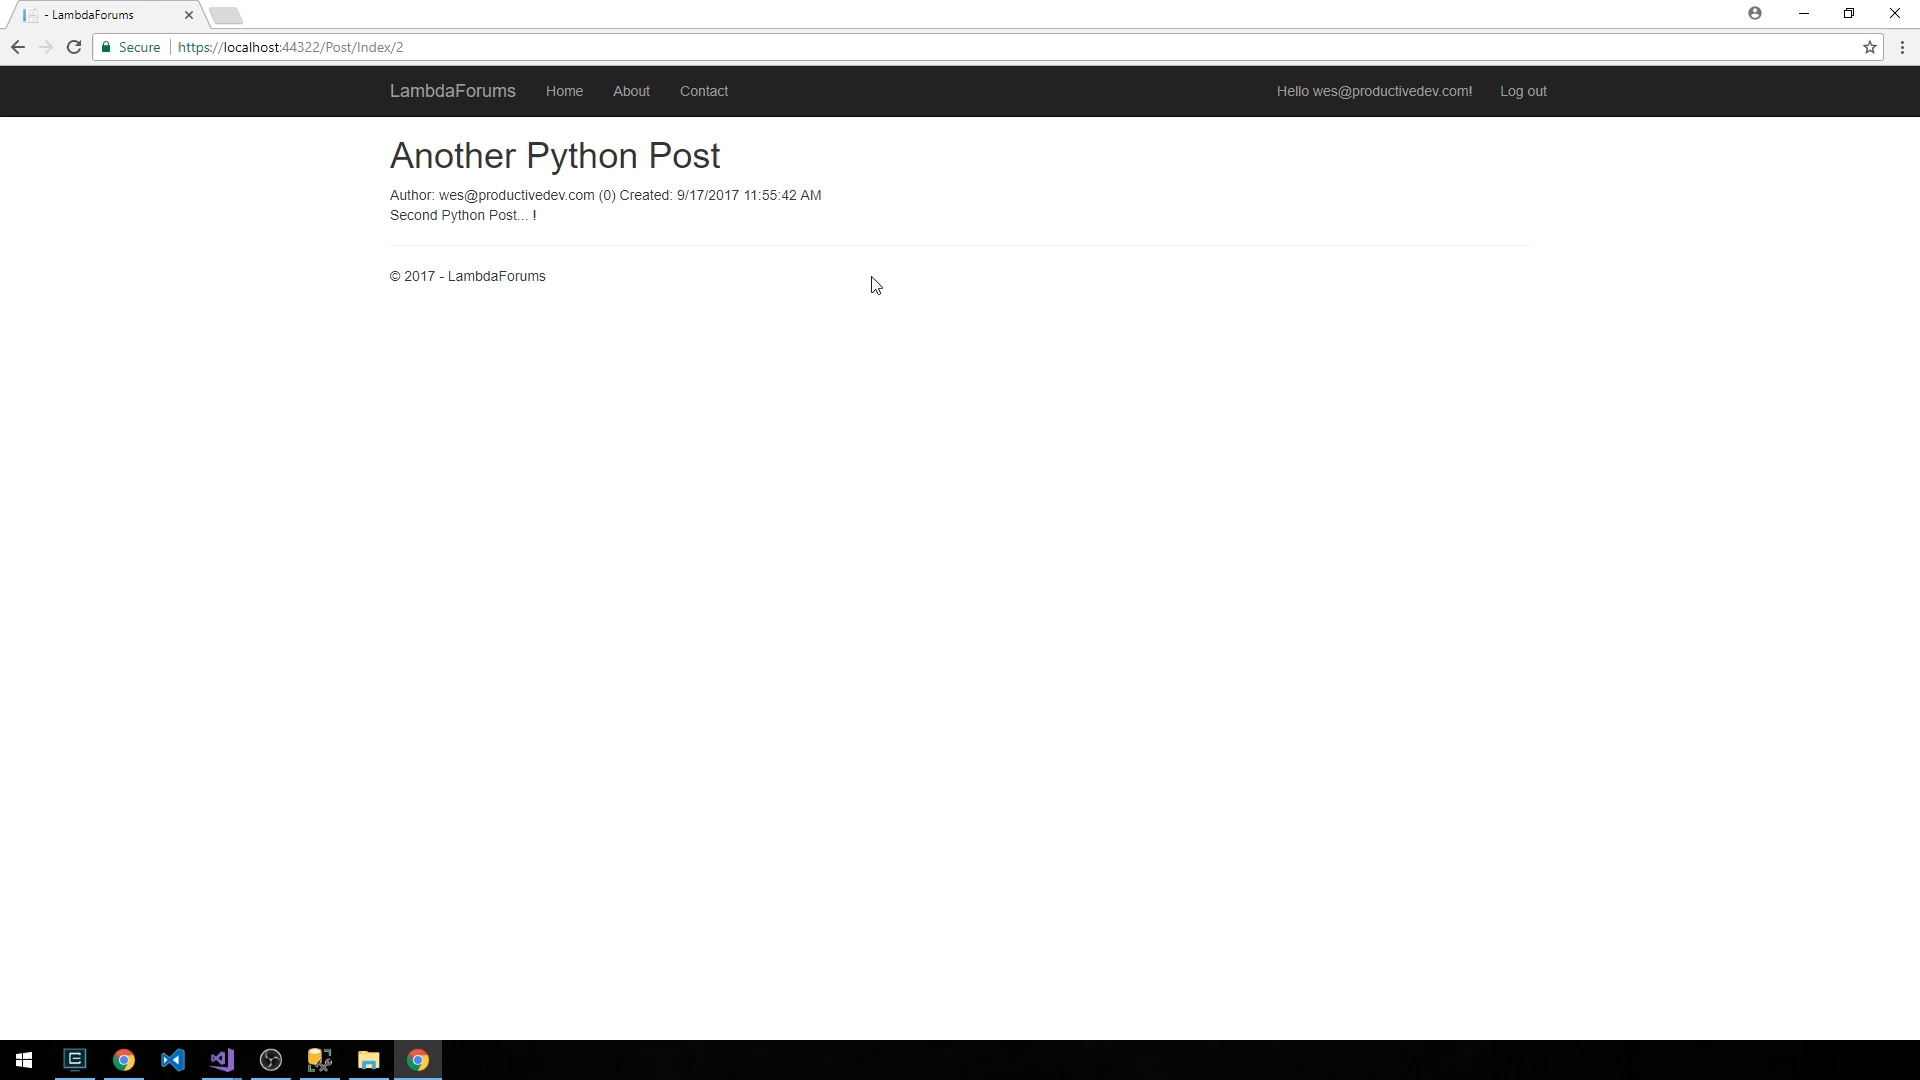 - LambdaForums
Secure https://localhost:44322/Post/Index/2
LambdaForums Home About Contact Hello wes@productivedev.com! Log out
Another Python Post
Author: wes@productivedev.com (0) Created: 9/17/2017 11:55:42 AM
Second Python Post... !
© 2017 - LambdaForums